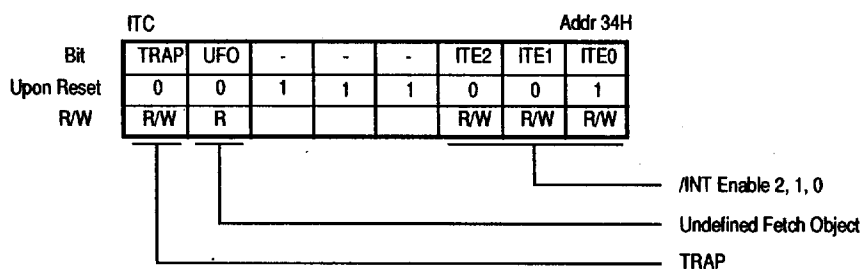 ITC Addr 34H
Bit TRAP UFO - - - ITE2 ITE1 ITE0
Upon Reset 0 0 1 1 1 0 0 1
R/W R/W R R/W R/W R/W
/INT Enable 2, 1, 0
Undefined Fetch Object
TRAP